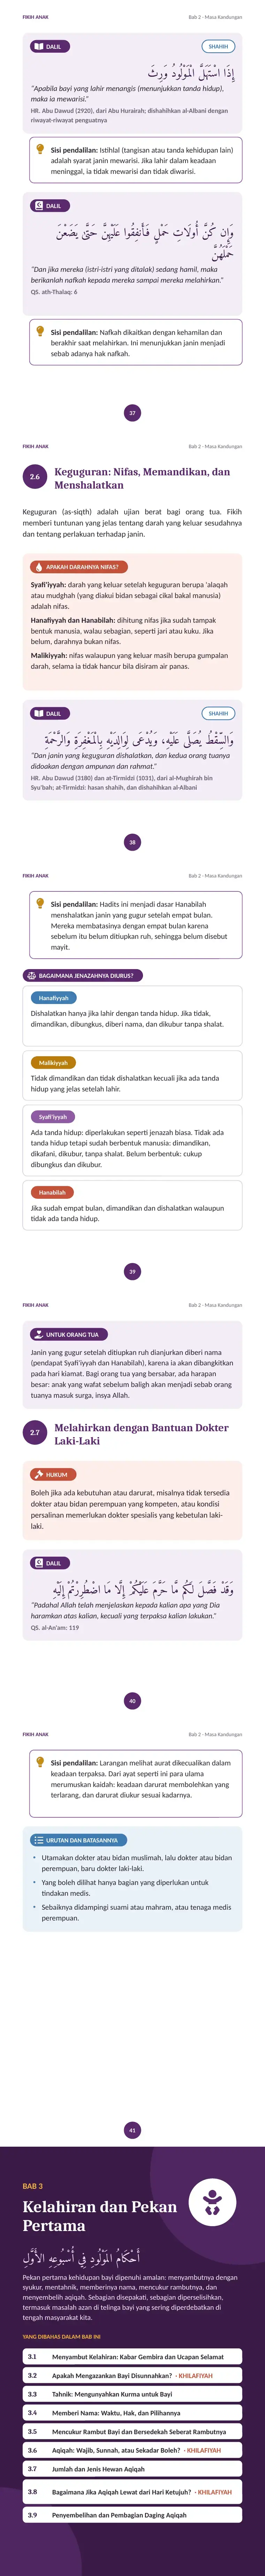 FIKIH ANAK
Bab 2 · Masa Kandungan
DALIL
SHAHIH
إِذَا اسْتَهَلَّ الْمَوْلُودُ وَرِثَ
"Apabila bayi yang lahir menangis (menunjukkan tanda hidup),
maka ia mewarisi."
HR. Abu Dawud (2920), dari Abu Hurairah; dishahihkan al-Albani dengan
riwayat-riwayat penguatnya
Sisi pendalilan: Istihlal (tangisan atau tanda kehidupan lain)
adalah syarat janin mewarisi. Jika lahir dalam keadaan
meninggal, ia tidak mewarisi dan tidak diwarisi.
DALIL
وَإِن كُنَّ أُولَاتِ حَمْلٍ فَأَنفِقُوا عَلَيْهِنَّ حَتَّىٰ يَضَعْنَ
حَمْلَهُنَّ
"Dan jika mereka (istri-istri yang ditalak) sedang hamil, maka
berikanlah nafkah kepada mereka sampai mereka melahirkan."
QS. ath-Thalaq: 6
Sisi pendalilan: Nafkah dikaitkan dengan kehamilan dan
berakhir saat melahirkan. Ini menunjukkan janin menjadi
sebab adanya hak nafkah.
37
FIKIH ANAK
Bab 2 · Masa Kandungan
2.6
Keguguran: Nifas, Memandikan, dan
Menshalatkan
Keguguran (as-siqth) adalah ujian berat bagi orang tua. Fikih
memberi tuntunan yang jelas tentang darah yang keluar sesudahnya
dan tentang perlakuan terhadap janin.
APAKAH DARAHNYA NIFAS?
Syafi'iyyah: darah yang keluar setelah keguguran berupa 'alaqah
atau mudghah (yang diakui bidan sebagai cikal bakal manusia)
adalah nifas.
Hanafiyyah dan Hanabilah: dihitung nifas jika sudah tampak
bentuk manusia, walau sebagian, seperti jari atau kuku. Jika
belum, darahnya bukan nifas.
Malikiyyah: nifas walaupun yang keluar masih berupa gumpalan
darah, selama ia tidak hancur bila disiram air panas.
DALIL
SHAHIH
وَالسِّقْطُ يُصَلَّى عَلَيْهِ، وَيُدْعَى لِوَالِدَيْهِ بِالْمَغْفِرَةِ وَالرَّحْمَةِ
"Dan janin yang keguguran dishalatkan, dan kedua orang tuanya
didoakan dengan ampunan dan rahmat."
HR. Abu Dawud (3180) dan at-Tirmidzi (1031), dari al-Mughirah bin
Syu'bah; at-Tirmidzi: hasan shahih, dan dishahihkan al-Albani
38
FIKIH ANAK
Bab 2 · Masa Kandungan
Sisi pendalilan: Hadits ini menjadi dasar Hanabilah
menshalatkan janin yang gugur setelah empat bulan.
Mereka membatasinya dengan empat bulan karena
sebelum itu belum ditiupkan ruh, sehingga belum disebut
mayit.
BAGAIMANA JENAZAHNYA DIURUS?
Hanafiyyah
Dishalatkan hanya jika lahir dengan tanda hidup. Jika tidak,
dimandikan, dibungkus, diberi nama, dan dikubur tanpa shalat.
Malikiyyah
Tidak dimandikan dan tidak dishalatkan kecuali jika ada tanda
hidup yang jelas setelah lahir.
Syafi'iyyah
Ada tanda hidup: diperlakukan seperti jenazah biasa. Tidak ada
tanda hidup tetapi sudah berbentuk manusia: dimandikan,
dikafani, dikubur, tanpa shalat. Belum berbentuk: cukup
dibungkus dan dikubur.
Hanabilah
Jika sudah empat bulan, dimandikan dan dishalatkan walaupun
tidak ada tanda hidup.
39
FIKIH ANAK
Bab 2 · Masa Kandungan
UNTUK ORANG TUA
Janin yang gugur setelah ditiupkan ruh dianjurkan diberi nama
(pendapat Syafi'iyyah dan Hanabilah), karena ia akan dibangkitkan
pada hari kiamat. Bagi orang tua yang bersabar, ada harapan
besar: anak yang wafat sebelum baligh akan menjadi sebab orang
tuanya masuk surga, insya Allah.
2.7
Melahirkan dengan Bantuan Dokter
Laki-Laki
HUKUM
Boleh jika ada kebutuhan atau darurat, misalnya tidak tersedia
dokter atau bidan perempuan yang kompeten, atau kondisi
persalinan memerlukan dokter spesialis yang kebetulan laki-
laki.
DALIL
وَقَدْ فَصَّلَ لَكُم مَّا حَرَّمَ عَلَيْكُمْ إِلَّا مَا اضْطُرِرْتُمْ إِلَيْهِ
"Padahal Allah telah menjelaskan kepada kalian apa yang Dia
haramkan atas kalian, kecuali yang terpaksa kalian lakukan."
QS. al-An'am: 119
40
FIKIH ANAK
Bab 2 · Masa Kandungan
Sisi pendalilan: Larangan melihat aurat dikecualikan dalam
keadaan terpaksa. Dari ayat seperti ini para ulama
merumuskan kaidah: keadaan darurat membolehkan yang
terlarang, dan darurat diukur sesuai kadarnya.
URUTAN DAN BATASANNYA
• Utamakan dokter atau bidan muslimah, lalu dokter atau bidan
perempuan, baru dokter laki-laki.
• Yang boleh dilihat hanya bagian yang diperlukan untuk
tindakan medis.
• Sebaiknya didampingi suami atau mahram, atau tenaga medis
perempuan.
41
BAB 3
Kelahiran dan Pekan
Pertama
أَحْكَامُ الْمَوْلُودِ فِي أُسْبُوعِهِ الْأَوَّلِ
Pekan pertama kehidupan bayi dipenuhi amalan: menyambutnya dengan
syukur, mentahnik, memberinya nama, mencukur rambutnya, dan
menyembelih aqiqah. Sebagian disepakati, sebagian diperselisihkan,
termasuk masalah azan di telinga bayi yang sering diperdebatkan di
tengah masyarakat kita.
YANG DIBAHAS DALAM BAB INI
3.1 Menyambut Kelahiran: Kabar Gembira dan Ucapan Selamat
3.2 Apakah Mengazankan Bayi Disunnahkan? · KHILAFIYAH
3.3 Tahnik: Mengunyahkan Kurma untuk Bayi
3.4 Memberi Nama: Waktu, Hak, dan Pilihannya
3.5 Mencukur Rambut Bayi dan Bersedekah Seberat Rambutnya
3.6 Aqiqah: Wajib, Sunnah, atau Sekadar Boleh? · KHILAFIYAH
3.7 Jumlah dan Jenis Hewan Aqiqah
3.8 Bagaimana Jika Aqiqah Lewat dari Hari Ketujuh? · KHILAFIYAH
3.9 Penyembelihan dan Pembagian Daging Aqiqah